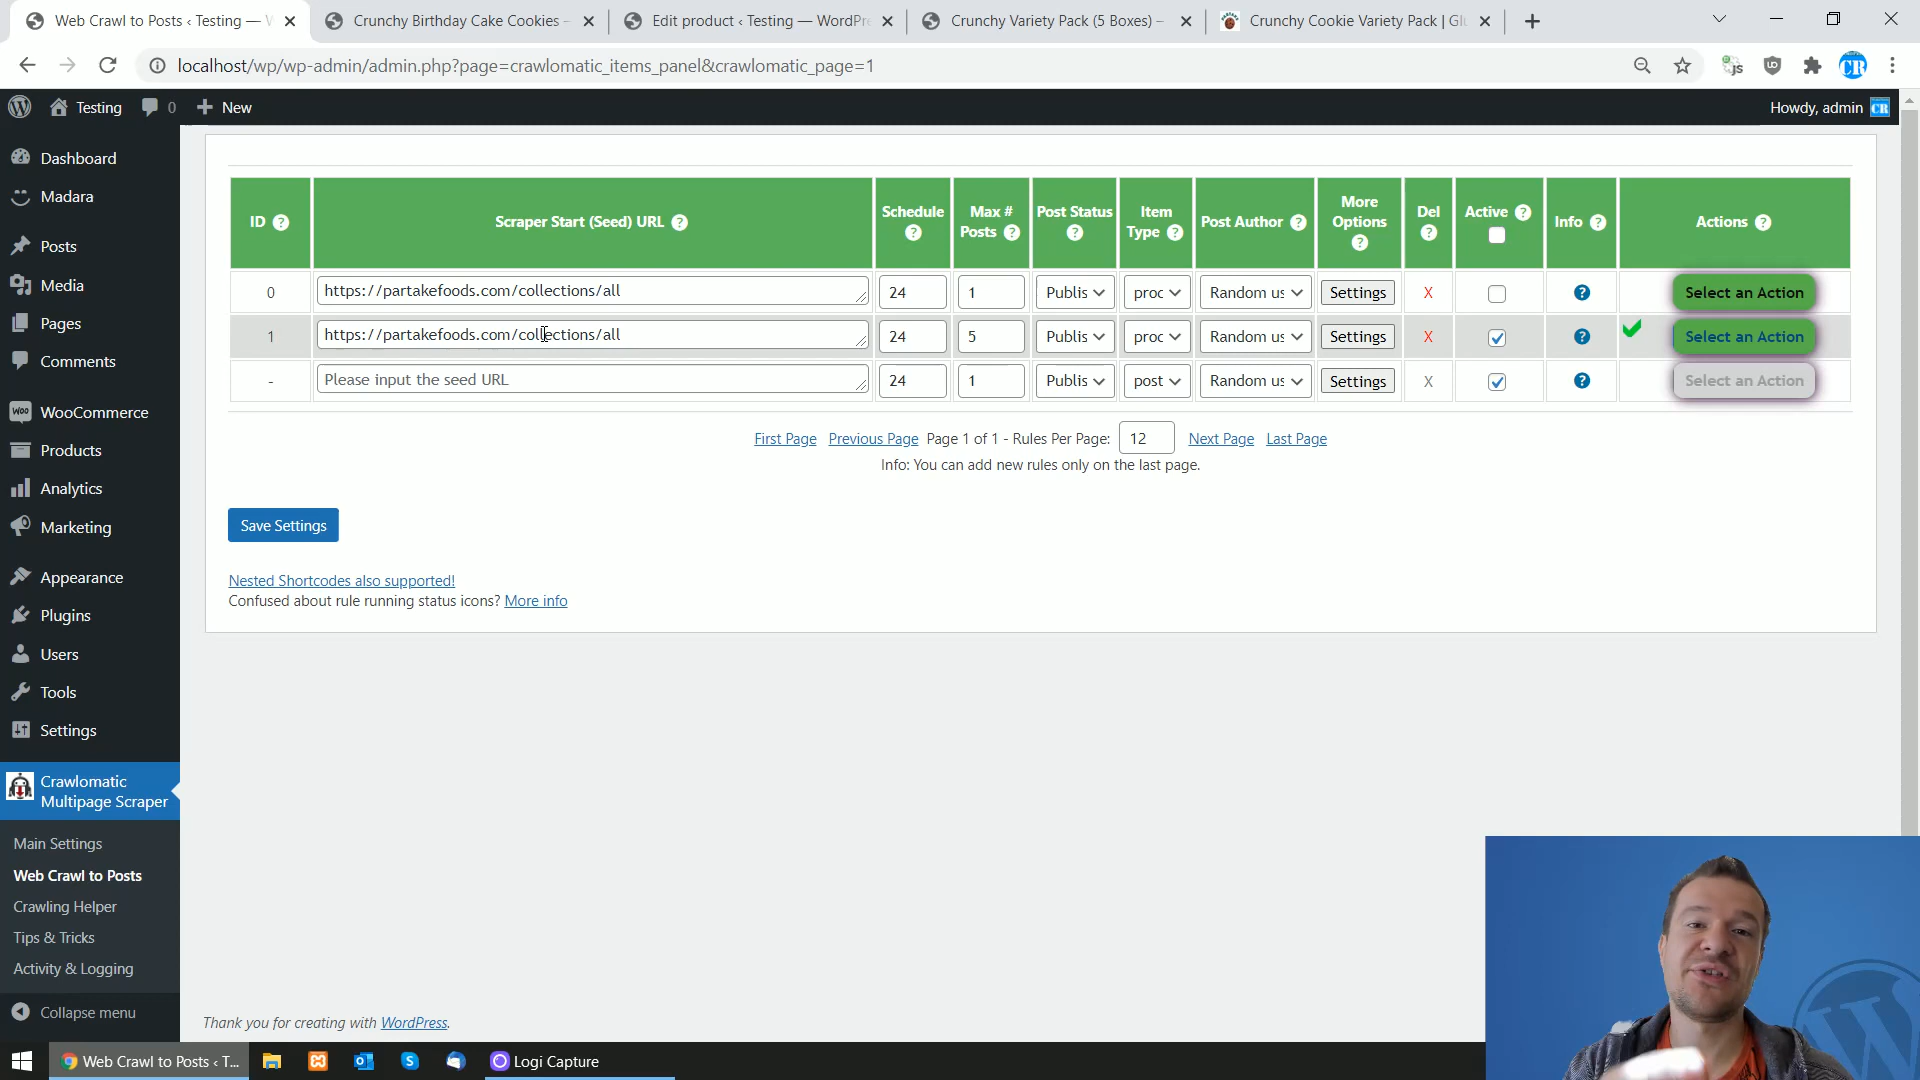 Web Crawl to Posts ‹ Testing — W
Crunchy Birthday Cake Cookies –
Edit product ‹ Testing — WordPre
Crunchy Variety Pack (5 Boxes) –
Crunchy Cookie Variety Pack | Glu
localhost/wp/wp-admin/admin.php?page=crawlomatic_items_panel&crawlomatic_page=1
Testing
0
New
Howdy, admin
Dashboard
Madara
Posts
Media
Pages
Comments
WooCommerce
Products
Analytics
Marketing
Appearance
Plugins
Users
Tools
Settings
Crawlomatic
Multipage Scraper
Main Settings
Web Crawl to Posts
Crawling Helper
Tips & Tricks
Activity & Logging
Collapse menu
ID ? Scraper Start (Seed) URL ? Schedule ? Max # Posts ? Post Status ? Item Type ? Post Author ? More Options ? Del ? Active ? Info ? Actions ?
0 https://partakefoods.com/collections/all 24 1 Publis proc Random us Settings X ? Select an Action
1 https://partakefoods.com/collections/all 24 5 Publis proc Random us Settings X ? Select an Action
- Please input the seed URL 24 1 Publis post Random us Settings X ? Select an Action
First Page Previous Page Page 1 of 1 - Rules Per Page: 12 Next Page Last Page
Info: You can add new rules only on the last page.
Save Settings
Nested Shortcodes also supported!
Confused about rule running status icons? More info
Thank you for creating with WordPress.
Web Crawl to Posts ‹ T...
Logi Capture